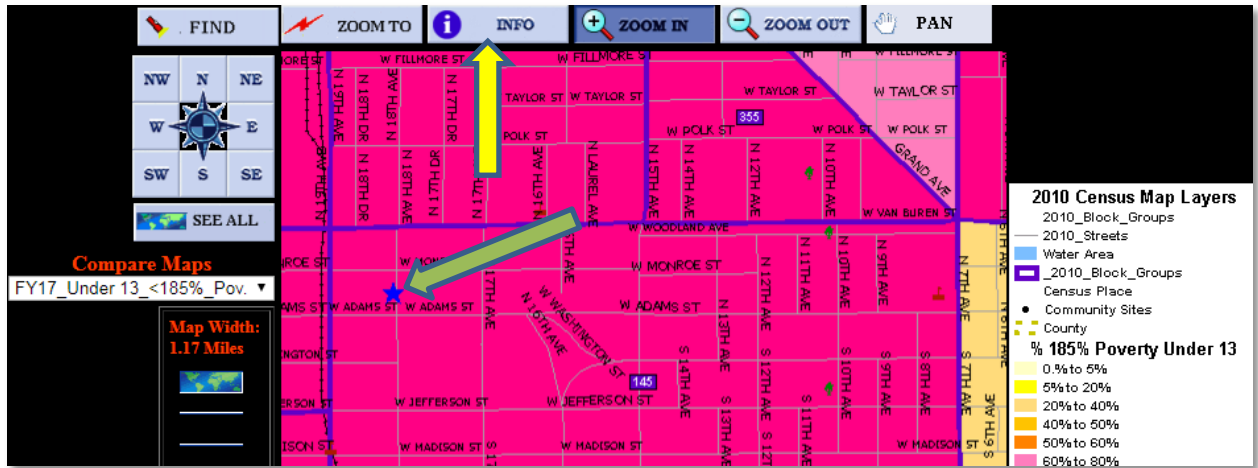 FIND
ZOOM TO
INFO
ZOOM IN
ZOOM OUT
PAN
NW N NE
W E
SW S SE
SEE ALL
Compare Maps
FY17_Under 13_<185%_Pov.
Map Width:
1.17 Miles
W FILLMORE ST
W FILLMORE S
W FILLMORE S
N 19TH AVE
N 18TH DR
N 18TH AVE
N 17TH DR
TAYLOR ST
W TAYLOR ST
W TAYLOR ST
W TAYLOR ST
355
POLK ST
W POLK ST
W POLK ST
W POLK ST
GRAND AVE
N 18TH DR
N 18TH AVE
N 17TH DR
N 16TH AVE
N LAUREL AVE
N 15TH AVE
N 14TH AVE
N 12TH AVE
N 10TH AVE
W VAN BUREN ST
W WOODLAND AVE
W MONROE ST
N 12TH AVE
N 11TH AVE
N 10TH AVE
N 9TH AVE
N 7TH AVE
W ADAMS ST
W ADAMS ST
17TH AVE
N 16TH AVE
W WASHINGTON ST
W ADAMS ST
N 13TH AVE
145
S 14TH AVE
S 12TH AVE
S 10TH AVE
S 9TH AVE
S 8TH AVE
S 7TH AVE
S 6TH AVE
W JEFFERSON ST
W JEFFERSON ST
S 13TH AVE
S 11TH AVE
W MADISON ST
W MADISON ST
W MADISON ST
2010 Census Map Layers
2010_Block_Groups
2010_Streets
Water Area
_2010_Block_Groups
Census Place
Community Sites
County
% 185% Poverty Under 13
0.% to 5%
5% to 20%
20% to 40%
40% to 50%
50% to 60%
60% to 80%